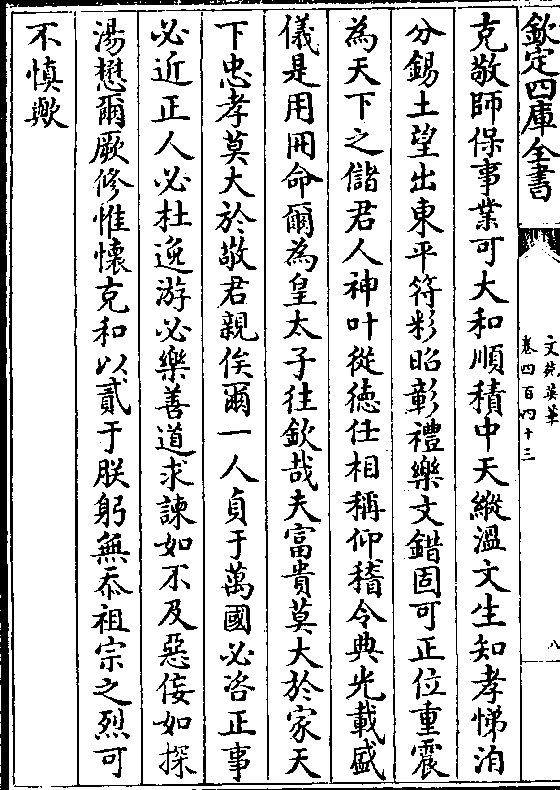 欽定四庫全書
文苑英華
卷四百四十三
八
克敬師保事業可大和順積中天縱溫文生知孝悌洎
分錫土望出東平符彩昭彰禮樂文錯固可正位重震
為天下之儲君人神叶從徳任相稱仰稽令典光載盛
儀是用冊命爾為皇太子往欽哉夫富貴莫大於家天
下忠孝莫大於敬君親俟爾一人貞于萬國必咨正事
必近正人必杜逸游必樂善道求諫如不及惡佞如探
湯懋爾厥修惟懷克和以貳于朕躬無忝祖宗之烈可
不慎歟